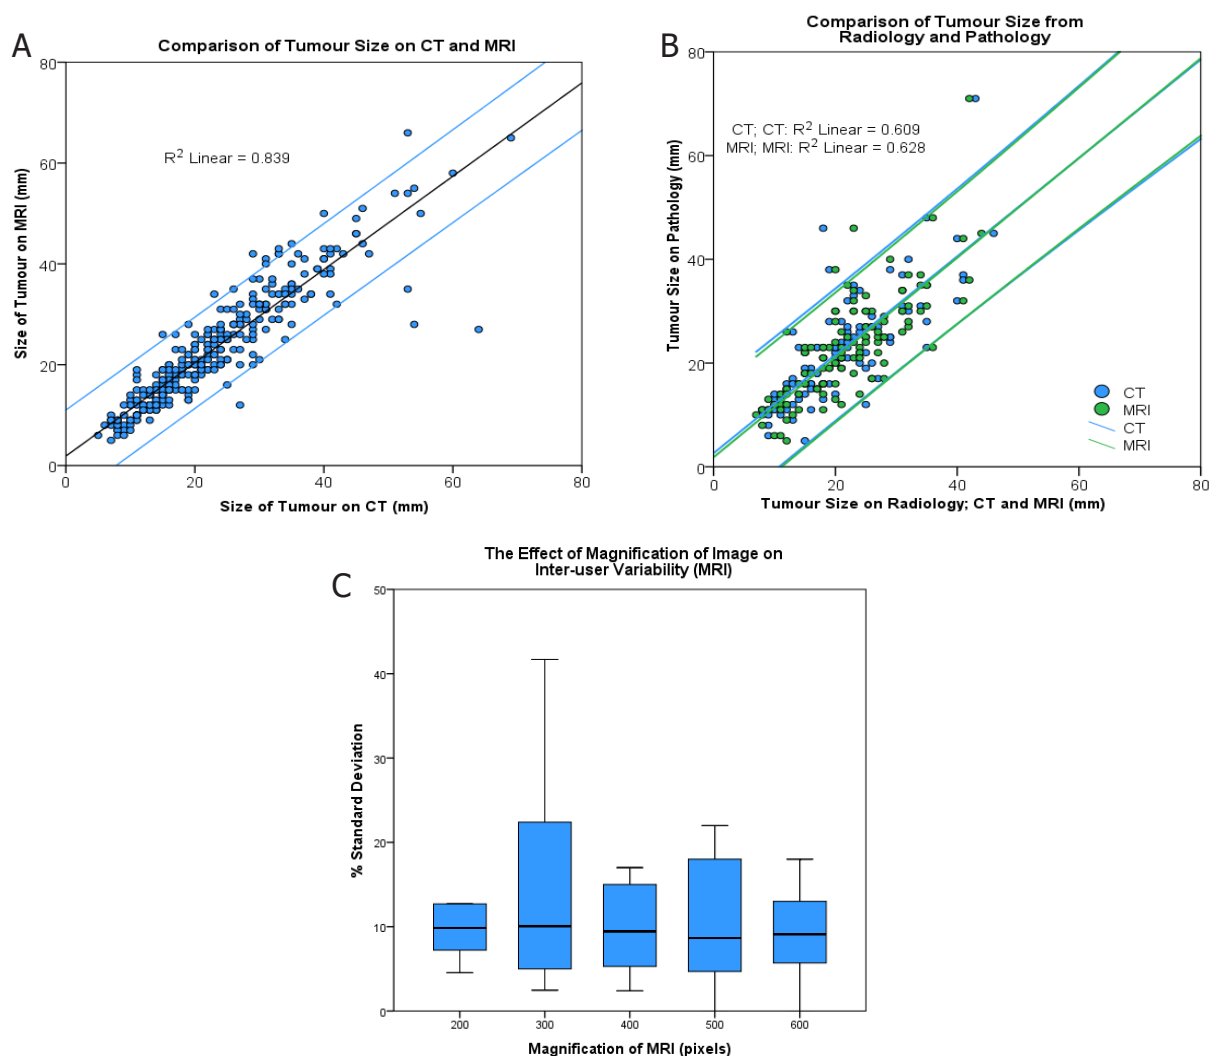 A
Comparison of Tumour Size on CT and MRI
R² Linear = 0.839
80
60
40
20
0
0 20 40 60 80
Size of Tumour on MRI (mm)
Size of Tumour on CT (mm)
B
Comparison of Tumour Size from
Radiology and Pathology
CT; CT: R² Linear = 0.609
MRI; MRI: R² Linear = 0.628
80
60
40
20
0
0 20 40 60 80
CT
MRI
CT
MRI
Tumour Size on Pathology (mm)
Tumour Size on Radiology; CT and MRI (mm)
C
The Effect of Magnification of Image on
Inter-user Variability (MRI)
50
40
30
20
10
0
200 300 400 500 600
% Standard Deviation
Magnification of MRI (pixels)